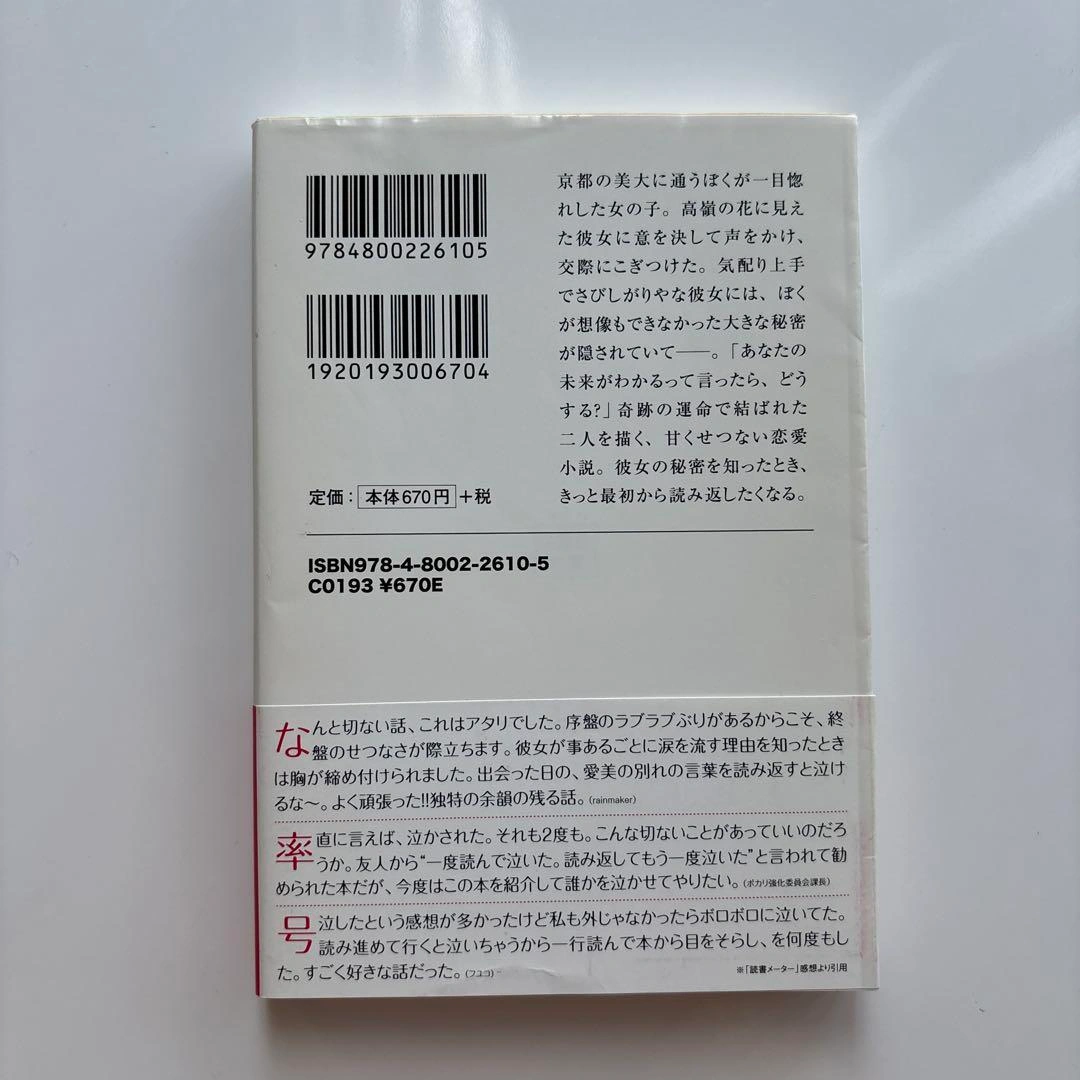 9784800226105
1920193006704
定価：本体670円+税
京都の美大に通うぼくが一目惚
れした女の子。高嶺の花に見え
た彼女に意を決して声をかけ、
交際にこぎつけた。気配り上手
でさびしがりやな彼女には、ぼく
が想像もできなかった大きな秘密
が隠されていて——。「あなたの
未来がわかるって言ったら、どう
する?」奇跡の運命で結ばれた
二人を描く、甘くせつない恋愛
小説。彼女の秘密を知ったとき、
きっと最初から読み返したくなる。
ISBN978-4-8002-2610-5
C0193 ¥670E
なんと切ない話、これはアタリでした。序盤のラブラブぶりがあるからこそ、終
盤のせつなさが際立ちます。彼女が事あるごとに涙を流す理由を知ったとき
は胸が締め付けられました。出会った日の、愛美の別れの言葉を読み返すと泣け
るな〜。よく頑張った!!独特の余韻の残る話。(rainmaker)
率直に言えば、泣かされた。それも2度も。こんな切ないことがあっていいのだろ
うか。友人から“一度読んで泣いた。読み返してもう一度泣いた”と言われて勧
められた本だが、今度はこの本を紹介して誰かを泣かせてやりたい。(ポカリ強化委員会課長)
号泣したという感想が多かったけど私も外じゃなかったらボロボロに泣いてた。
読み進めて行くと泣いちゃうから一行読んで本から目をそらし、を何度もし
た。すごく好きな話だった。(フユコ)
※「読書メーター」感想より引用